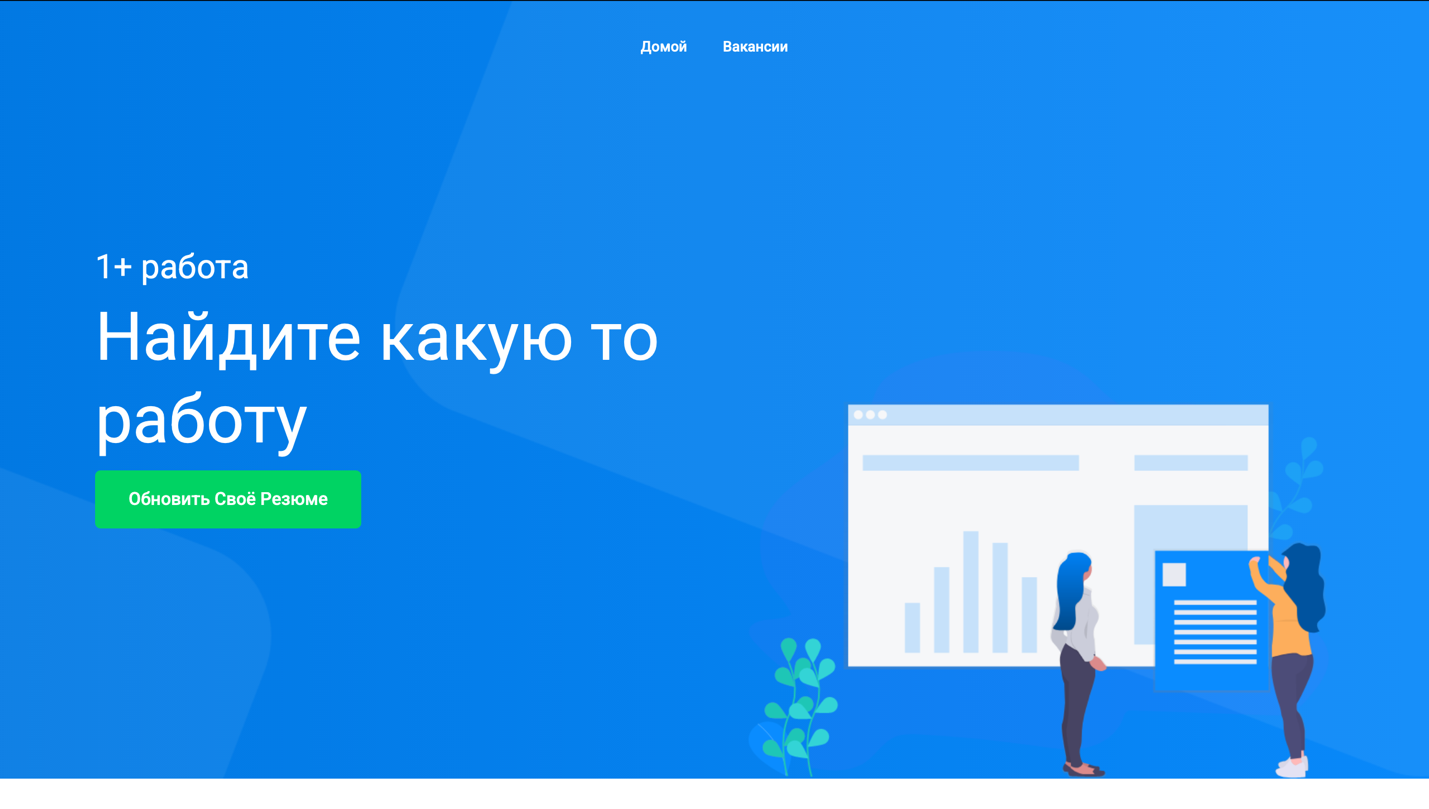 Домой Вакансии
1+ работа
Найдите какую то
работу
Обновить Своё Резюме